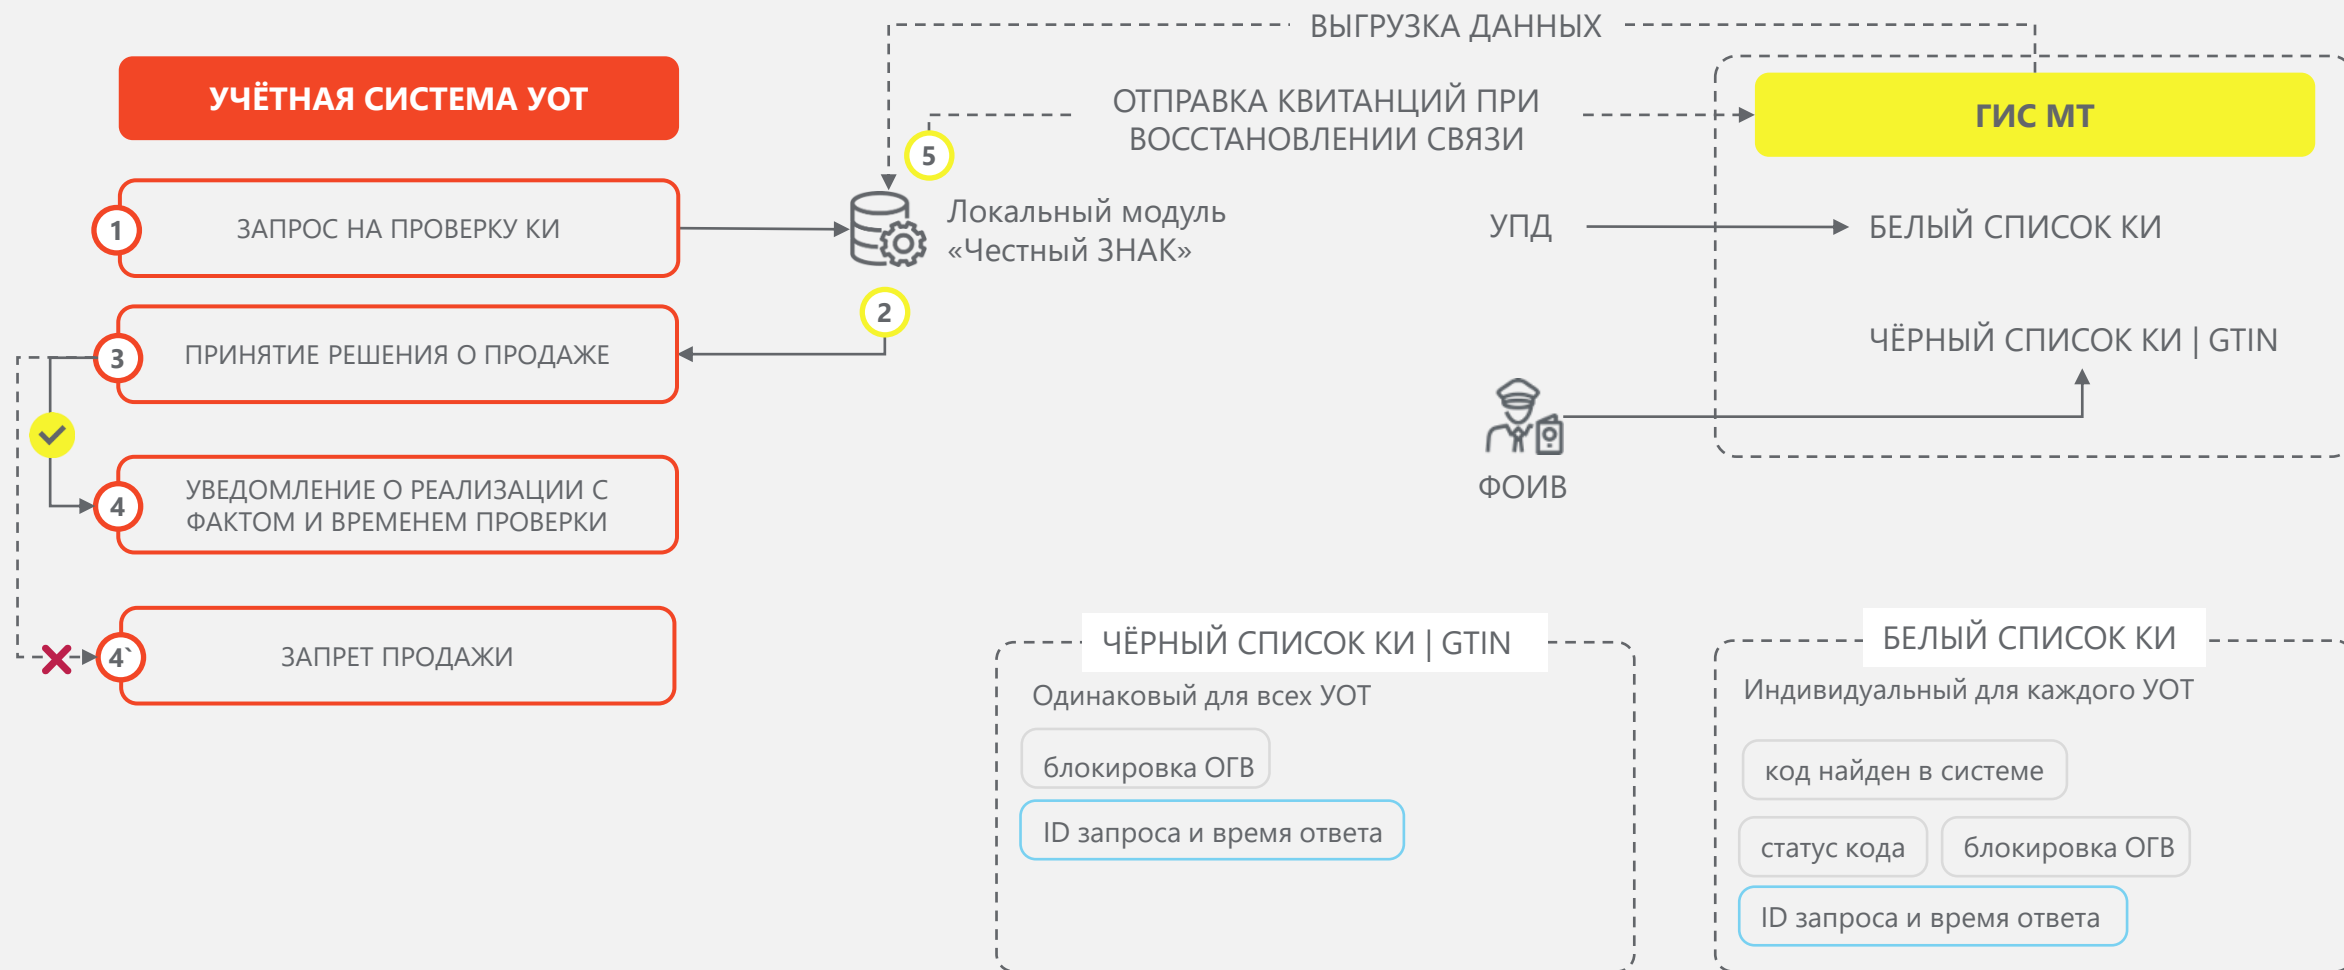 ВЫГРУЗКА ДАННЫХ
УЧЁТНАЯ СИСТЕМА УОТ
ОТПРАВКА КВИТАНЦИЙ ПРИ
ВОССТАНОВЛЕНИИ СВЯЗИ
ГИС МТ
5
1
ЗАПРОС НА ПРОВЕРКУ КИ
Локальный модуль
«Честный ЗНАК»
УПД
БЕЛЫЙ СПИСОК КИ
2
3
ПРИНЯТИЕ РЕШЕНИЯ О ПРОДАЖЕ
ЧЁРНЫЙ СПИСОК КИ | GTIN
ФОИВ
4
УВЕДОМЛЕНИЕ О РЕАЛИЗАЦИИ С
ФАКТОМ И ВРЕМЕНЕМ ПРОВЕРКИ
4`
ЗАПРЕТ ПРОДАЖИ
ЧЁРНЫЙ СПИСОК КИ | GTIN
Одинаковый для всех УОТ
блокировка ОГВ
ID запроса и время ответа
БЕЛЫЙ СПИСОК КИ
Индивидуальный для каждого УОТ
код найден в системе
статус кода
блокировка ОГВ
ID запроса и время ответа